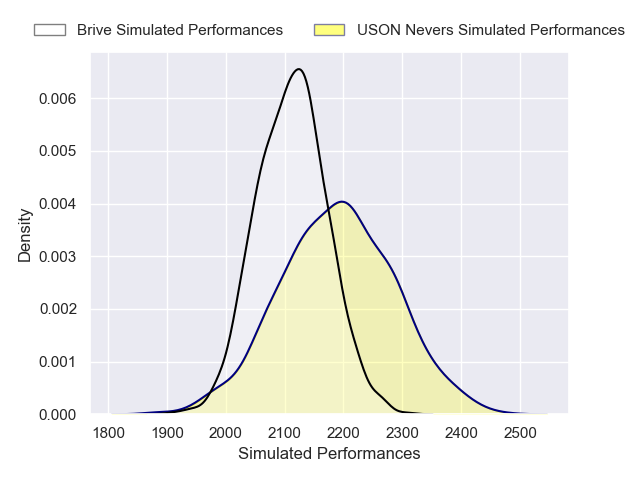 Brive Simulated Performances USON Nevers Simulated Performances
0.006
0.005
0.004
0.003
0.002
0.001
0.000
Density
1800 1900 2000 2100 2200 2300 2400 2500
Simulated Performances